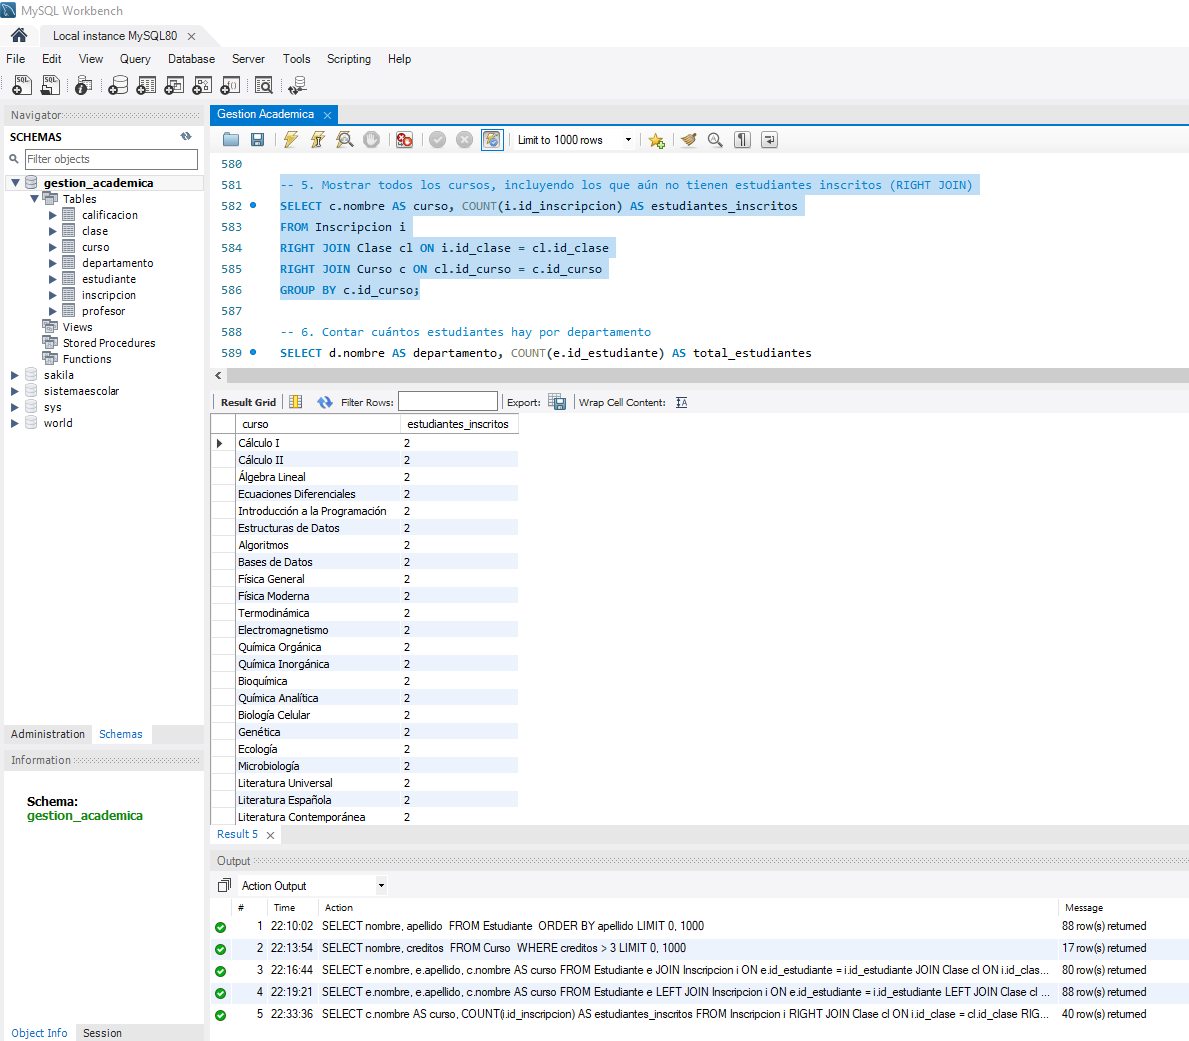 MySQL Workbench
Local instance MySQL80
File Edit View Query Database Server Tools Scripting Help
Navigator
SCHEMAS
Filter objects
gestion_academica
Tables
calificacion
clase
curso
departamento
estudiante
inscripcion
profesor
Views
Stored Procedures
Functions
sakila
sistemaescolar
sys
world
Administration Schemas
Information
Schema:
gestion_academica
Object Info Session
Gestion Academica
Limit to 1000 rows
580
581 -- 5. Mostrar todos los cursos, incluyendo los que aún no tienen estudiantes inscritos (RIGHT JOIN)
582 SELECT c.nombre AS curso, COUNT(i.id_inscripcion) AS estudiantes_inscritos
583 FROM Inscripcion i
584 RIGHT JOIN Clase cl ON i.id_clase = cl.id_clase
585 RIGHT JOIN Curso c ON cl.id_curso = c.id_curso
586 GROUP BY c.id_curso;
587
588 -- 6. Contar cuántos estudiantes hay por departamento
589 SELECT d.nombre AS departamento, COUNT(e.id_estudiante) AS total_estudiantes
Result Grid Filter Rows: Export: Wrap Cell Content:
curso estudiantes_inscritos
Cálculo I 2
Cálculo II 2
Álgebra Lineal 2
Ecuaciones Diferenciales 2
Introducción a la Programación 2
Estructuras de Datos 2
Algoritmos 2
Bases de Datos 2
Física General 2
Física Moderna 2
Termodinámica 2
Electromagnetismo 2
Química Orgánica 2
Química Inorgánica 2
Bioquímica 2
Química Analítica 2
Biología Celular 2
Genética 2
Ecología 2
Microbiología 2
Literatura Universal 2
Literatura Española 2
Literatura Contemporánea 2
Result 5
Output
Action Output
# Time Action Message
1 22:10:02 SELECT nombre, apellido FROM Estudiante ORDER BY apellido LIMIT 0, 1000 88 row(s) returned
2 22:13:54 SELECT nombre, creditos FROM Curso WHERE creditos > 3 LIMIT 0, 1000 17 row(s) returned
3 22:16:44 SELECT e.nombre, e.apellido, c.nombre AS curso FROM Estudiante e JOIN Inscripcion i ON e.id_estudiante = i.id_estudiante JOIN Clase cl ON i.id_clas... 80 row(s) returned
4 22:19:21 SELECT e.nombre, e.apellido, c.nombre AS curso FROM Estudiante e LEFT JOIN Inscripcion i ON e.id_estudiante = i.id_estudiante LEFT JOIN Clase cl ... 88 row(s) returned
5 22:33:36 SELECT c.nombre AS curso, COUNT(i.id_inscripcion) AS estudiantes_inscritos FROM Inscripcion i RIGHT JOIN Clase cl ON i.id_clase = cl.id_clase RIG... 40 row(s) returned